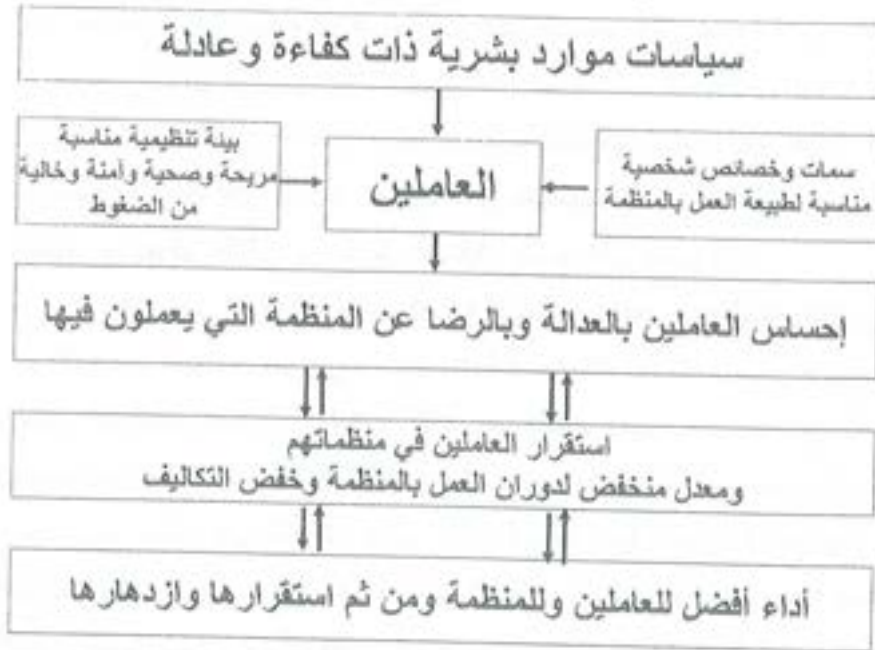 سياسات موارد بشرية ذات كفاءة وعادلة
سمات وخصائص شخصية
مناسبة لطبيعة العمل بالمنظمة
العاملين
بيئة تنظيمية مناسبة
مريحة وصحية وآمنة وخالية
من الضغوط
إحساس العاملين بالعدالة وبالرضا عن المنظمة التي يعملون فيها
استقرار العاملين في منظماتهم
ومعدل منخفض لدوران العمل بالمنظمة وخفض التكاليف
أداء أفضل للعاملين وللمنظمة ومن ثم استقرارها وازدهارها